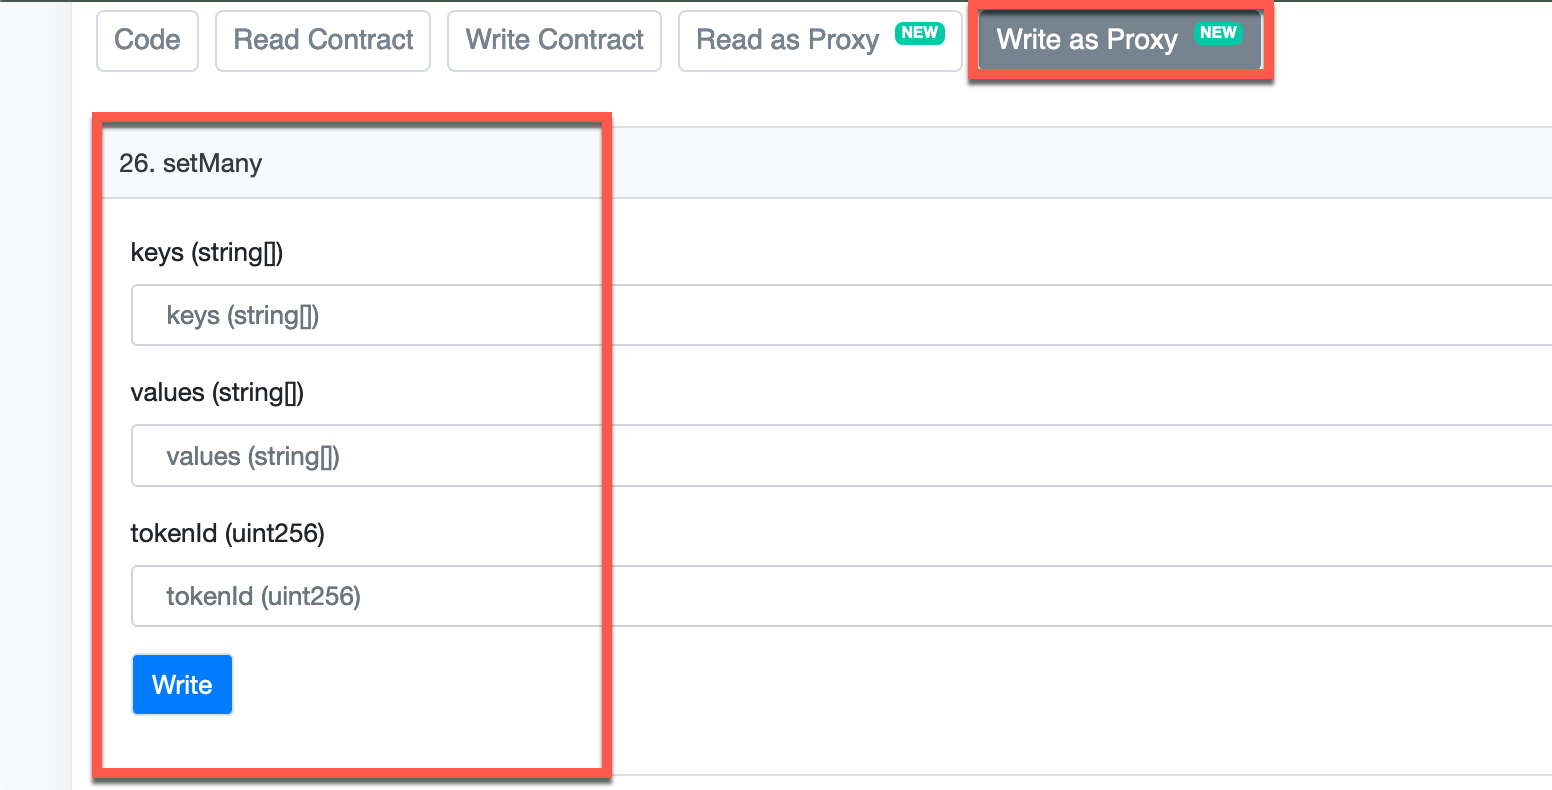 Code Read Contract Write Contract Read as Proxy NEW Write as Proxy NEW
26. setMany
keys (string[])
keys (string[])
values (string[])
values (string[])
tokenId (uint256)
tokenId (uint256)
Write